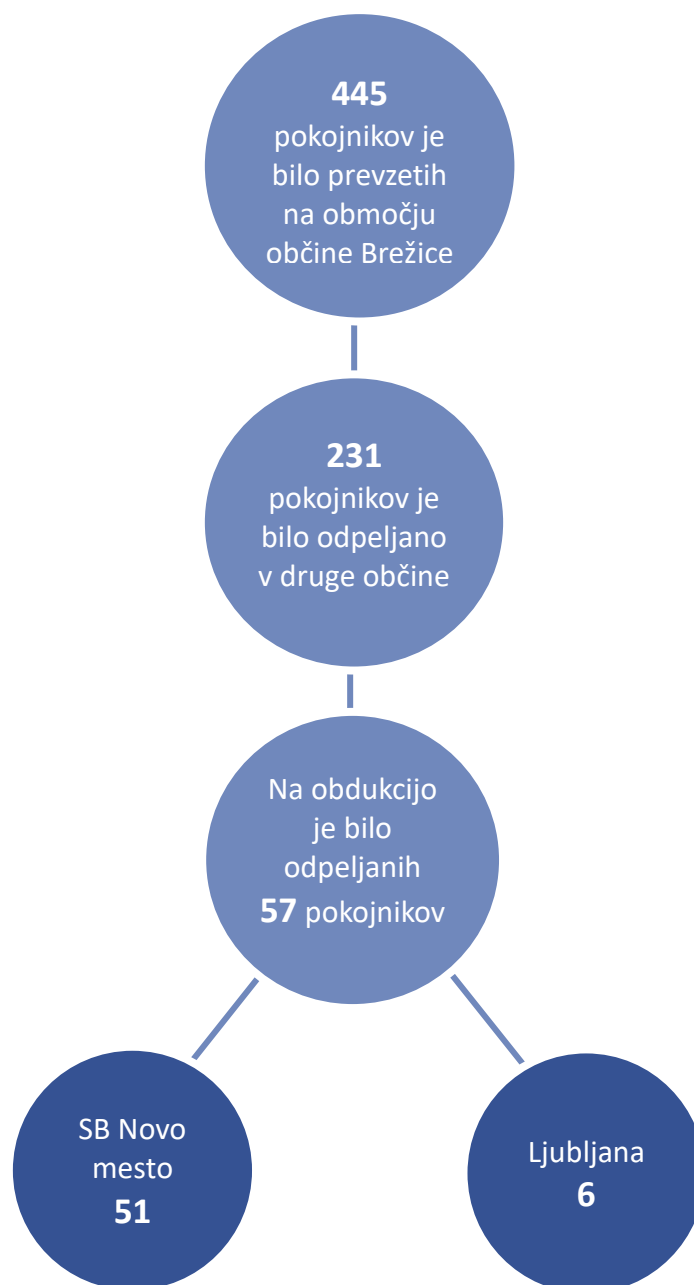 445
pokojnikov je
bilo prevzetih
na območju
občine Brežice
231
pokojnikov je
bilo odpeljano
v druge občine
Na obdukcijo
je bilo
odpeljanih
57 pokojnikov
SB Novo
mesto
51
Ljubljana
6